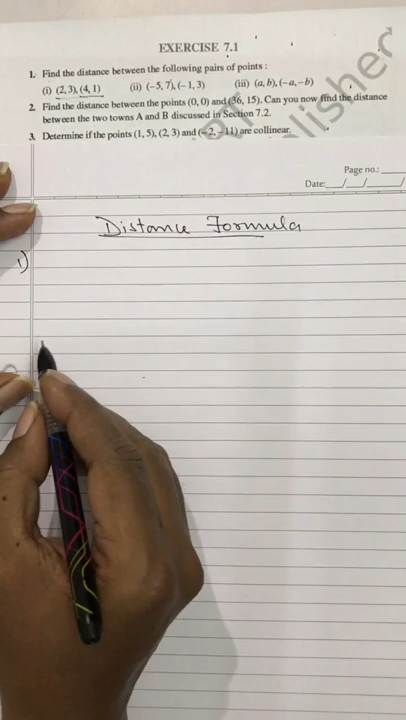 EXERCISE 7.1
1. Find the distance between the following pairs of points :
(i) (2, 3), (4, 1) (ii) (−5, 7), (−1, 3) (iii) (a, b), (−a, −b)
2. Find the distance between the points (0, 0) and (36, 15). Can you now find the distance
between the two towns A and B discussed in Section 7.2.
3. Determine if the points (1, 5), (2, 3) and (−2, −11) are collinear.
Page no.:
Date: / /
Distance Formula
1)